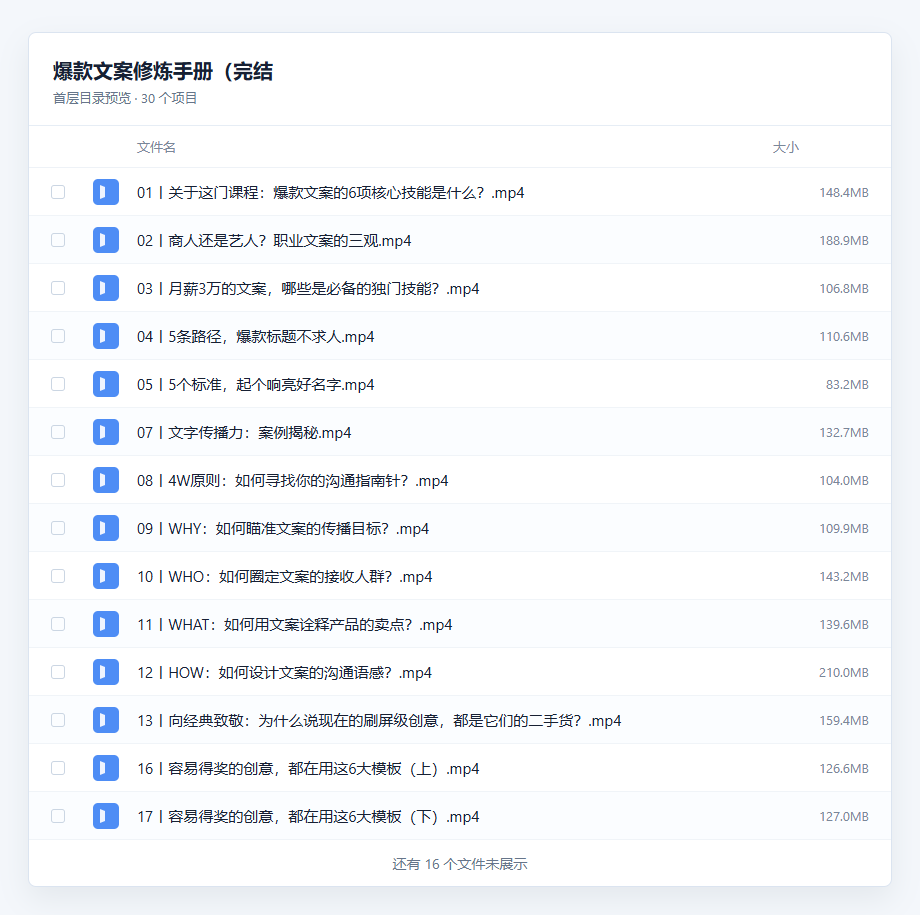 爆款文案修炼手册（完结
首层目录预览 · 30 个项目
文件名 大小
01丨关于这门课程：爆款文案的6项核心技能是什么？.mp4 148.4MB
02丨商人还是艺人？职业文案的三观.mp4 188.9MB
03丨月薪3万的文案，哪些是必备的独门技能？.mp4 106.8MB
04丨5条路径，爆款标题不求人.mp4 110.6MB
05丨5个标准，起个响亮好名字.mp4 83.2MB
07丨文字传播力：案例揭秘.mp4 132.7MB
08丨4W原则：如何寻找你的沟通指南针？.mp4 104.0MB
09丨WHY：如何瞄准文案的传播目标？.mp4 109.9MB
10丨WHO：如何圈定文案的接收人群？.mp4 143.2MB
11丨WHAT：如何用文案诠释产品的卖点？.mp4 139.6MB
12丨HOW：如何设计文案的沟通语感？.mp4 210.0MB
13丨向经典致敬：为什么说现在的刷屏级创意，都是它们的二手货？.mp4 159.4MB
16丨容易得奖的创意，都在用这6大模板（上）.mp4 126.6MB
17丨容易得奖的创意，都在用这6大模板（下）.mp4 127.0MB
还有 16 个文件未展示